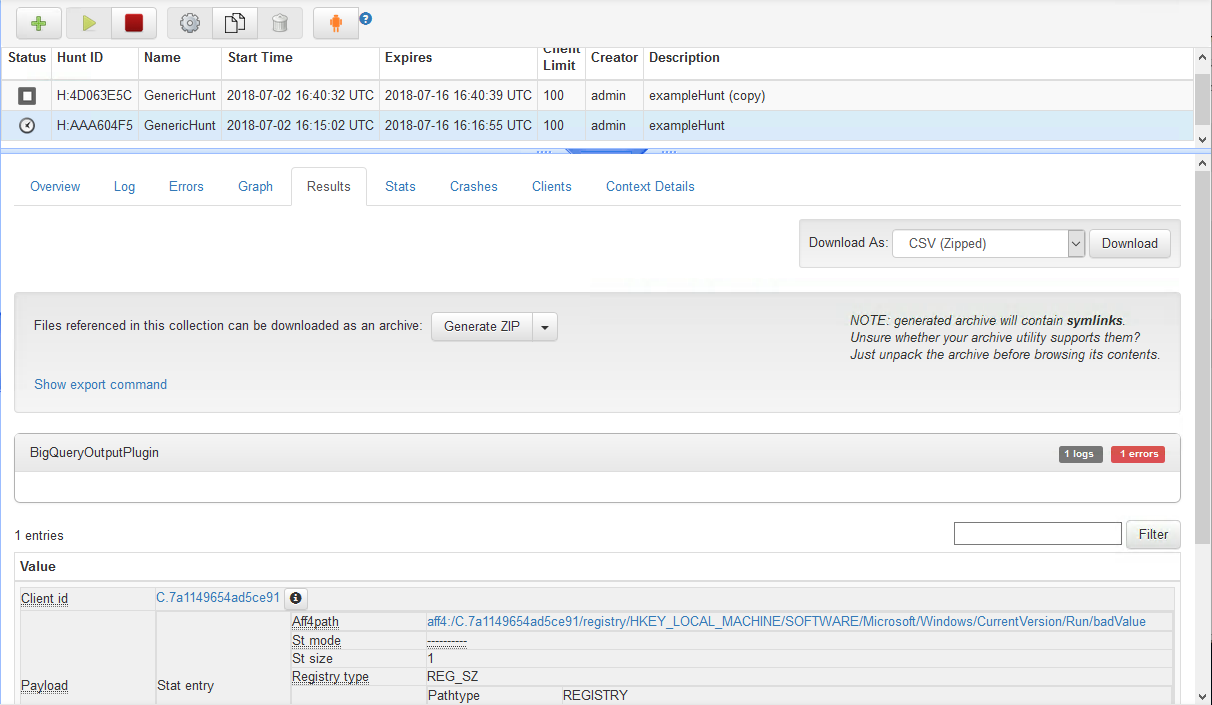 ?
Status Hunt ID Name Start Time Expires Client Limit Creator Description
H:4D063E5C GenericHunt 2018-07-02 16:40:32 UTC 2018-07-16 16:40:39 UTC 100 admin exampleHunt (copy)
H:AAA604F5 GenericHunt 2018-07-02 16:15:02 UTC 2018-07-16 16:16:55 UTC 100 admin exampleHunt
Overview Log Errors Graph Results Stats Crashes Clients Context Details
Download As: CSV (Zipped) Download
Files referenced in this collection can be downloaded as an archive: Generate ZIP
NOTE: generated archive will contain symlinks.
Unsure whether your archive utility supports them?
Just unpack the archive before browsing its contents.
Show export command
BigQueryOutputPlugin 1 logs 1 errors
1 entries Filter
Value
Client id C.7a1149654ad5ce91
Aff4path aff4:/C.7a1149654ad5ce91/registry/HKEY_LOCAL_MACHINE/SOFTWARE/Microsoft/Windows/CurrentVersion/Run/badValue
St mode ----------
St size 1
Registry type REG_SZ
Payload Stat entry
Pathtype REGISTRY